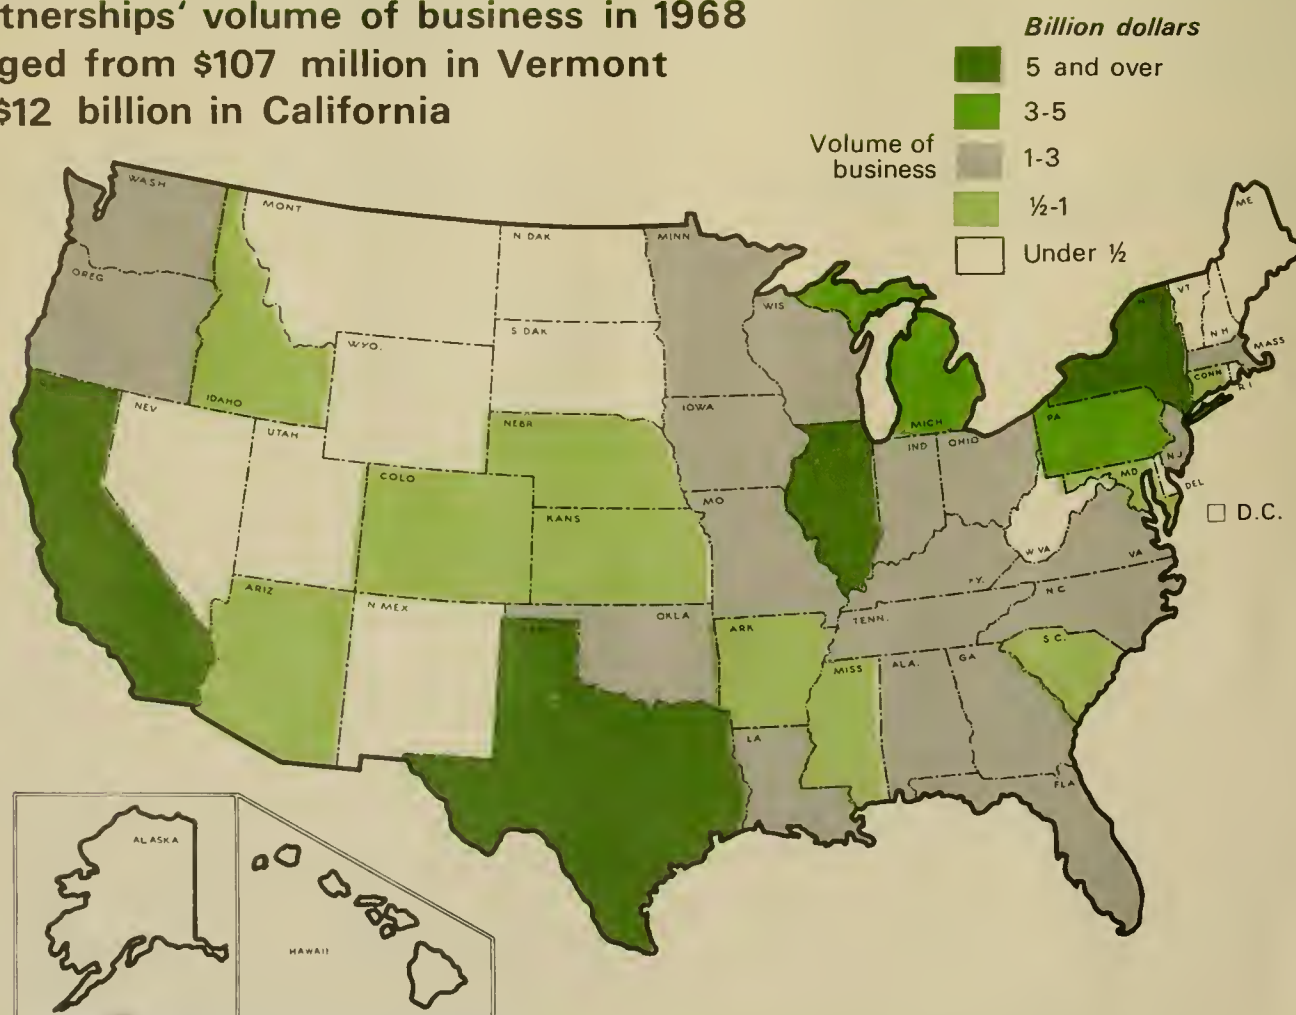 tnerships' volume of business in 1968
ged from $107 million in Vermont
$12 billion in California
Billion dollars
5 and over
3-5
Volume of
business
1-3
½-1
Under ½
WASH
MONT
N DAK
MINN
ME
OREG
WIS
VT
S DAK
N H
MASS
WYO.
CONN
R I
IDAHO
NEV
IOWA
NEBR
MICH
PA
UTAH
IND
OHIO
N J
MD
COLO
DEL
MO
D.C.
KANS
W VA
VA
KY.
ARIZ
N MEX
OKLA
N C
TENN.
ARK
S C.
MISS
ALA.
GA
LA
FLA
ALASKA
HAWAII